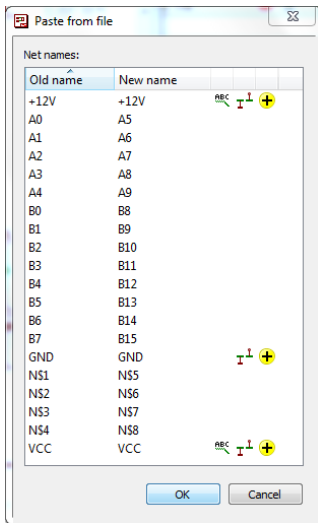 Paste from file
Net names:
Old name New name
+12V +12V ABC
A0 A5
A1 A6
A2 A7
A3 A8
A4 A9
B0 B8
B1 B9
B2 B10
B3 B11
B4 B12
B5 B13
B6 B14
B7 B15
GND GND
N$1 N$5
N$2 N$6
N$3 N$7
N$4 N$8
VCC VCC ABC
OK Cancel